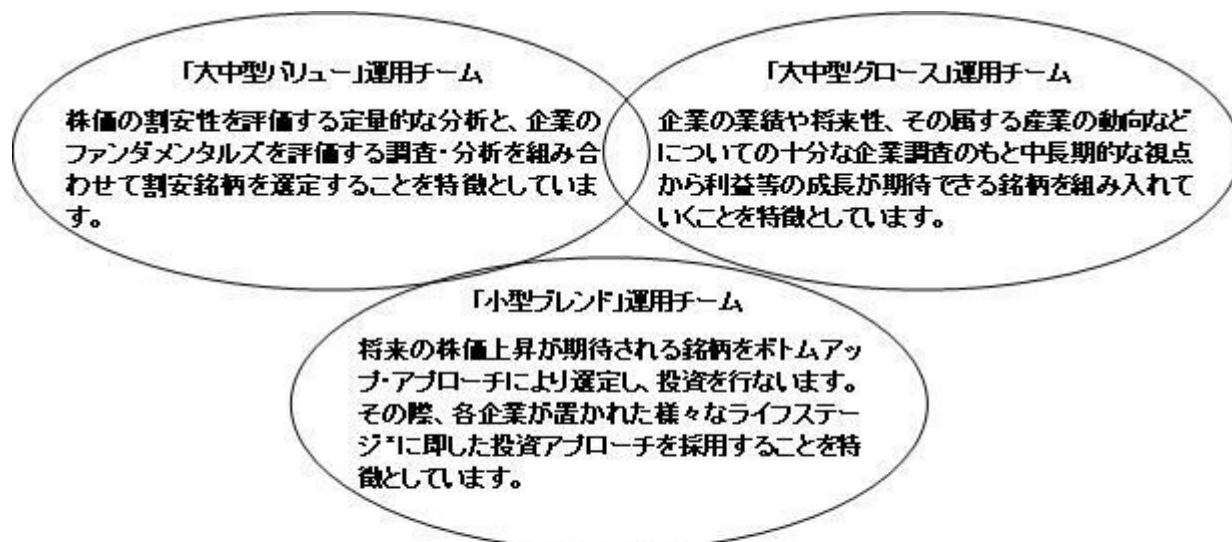 「大中型バリュー」運用チーム
株価の割安性を評価する定量的な分析と、企業の
ファンダメンタルズを評価する調査・分析を組み合
わせて割安銘柄を選定することを特徴としていま
す。
「大中型グロース」運用チーム
企業の業績や将来性、その属する産業の動向など
についての十分な企業調査のもと中長期的な視点
から利益等の成長が期待できる銘柄を組み入れて
いくことを特徴としています。
「小型ブレンド」運用チーム
将来の株価上昇が期待される銘柄をボトムアッ
プ・アプローチにより選定し、投資を行ないます。
その際、各企業が置かれた様々なライフステー
ジ*に即した投資アプローチを採用することを特
徴としています。